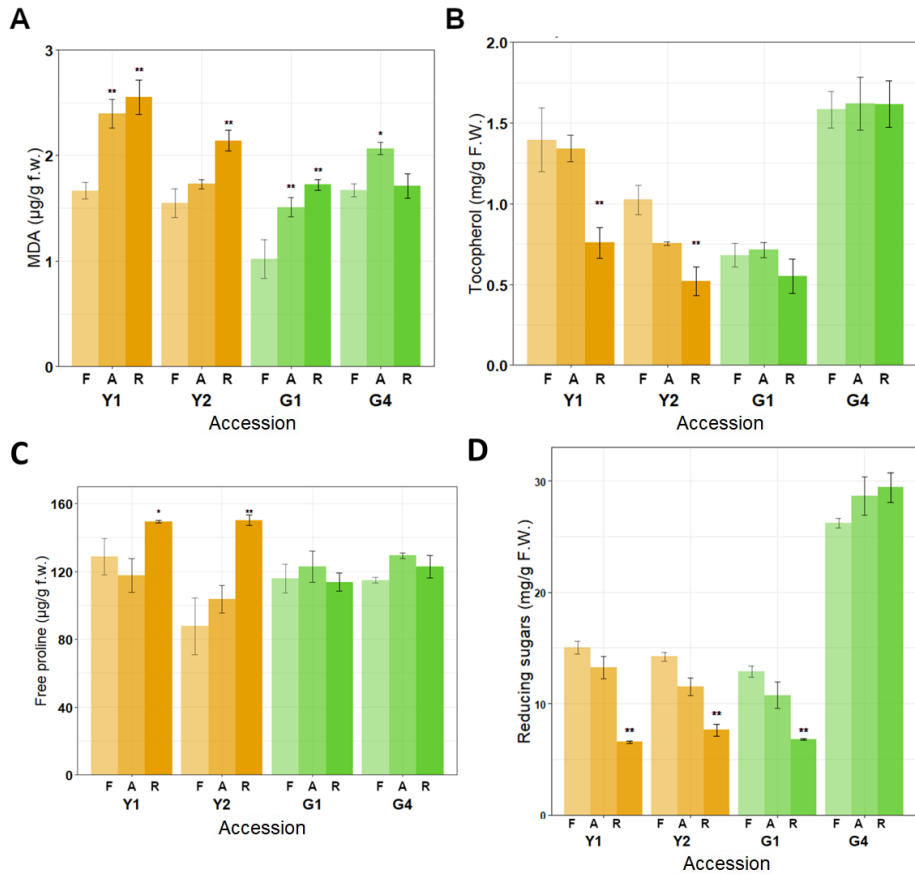 A
MDA (µg/g f.w.)
3
2
1
0
** ** ** ** ** *
F A R F A R F A R F A R
Y1 Y2 G1 G4
Accession
B
Tocopherol (mg/g F.W.)
2.0
1.5
1.0
0.5
0.0
** **
F A R F A R F A R F A R
Y1 Y2 G1 G4
Accession
C
Free proline (µg/g f.w.)
160
120
80
40
0
* **
F A R F A R F A R F A R
Y1 Y2 G1 G4
Accession
D
Reducing sugars (mg/g F.W.)
30
20
10
0
** ** **
F A R F A R F A R F A R
Y1 Y2 G1 G4
Accession